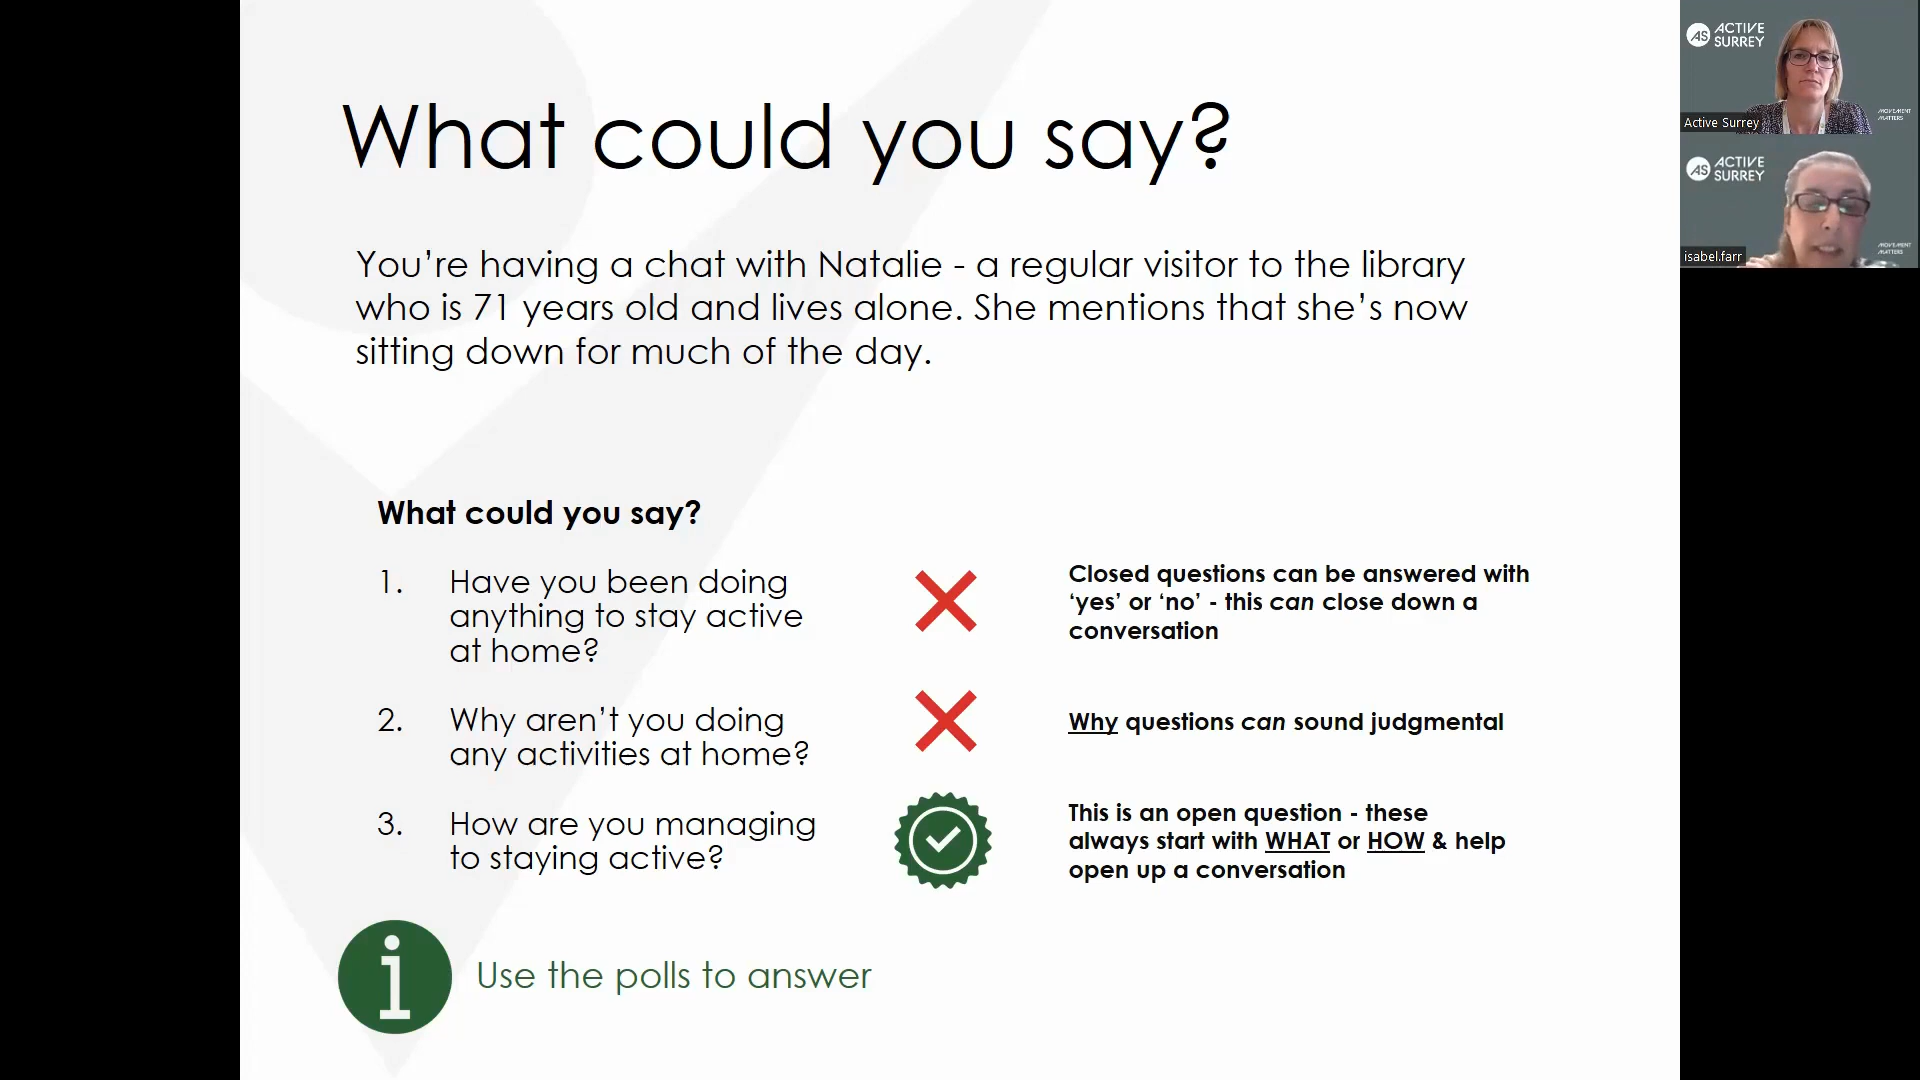 What could you say?
You’re having a chat with Natalie - a regular visitor to the library
who is 71 years old and lives alone. She mentions that she’s now
sitting down for much of the day.
What could you say?
1. Have you been doing
anything to stay active
at home?
Closed questions can be answered with
‘yes’ or ‘no’ - this can close down a
conversation
2. Why aren’t you doing
any activities at home?
Why questions can sound judgmental
3. How are you managing
to staying active?
This is an open question - these
always start with WHAT or HOW & help
open up a conversation
i
Use the polls to answer
AS ACTIVE
SURREY
MOVEMENT
MATTERS
Active Surrey
AS ACTIVE
SURREY
MOVEMENT
MATTERS
isabel.farr